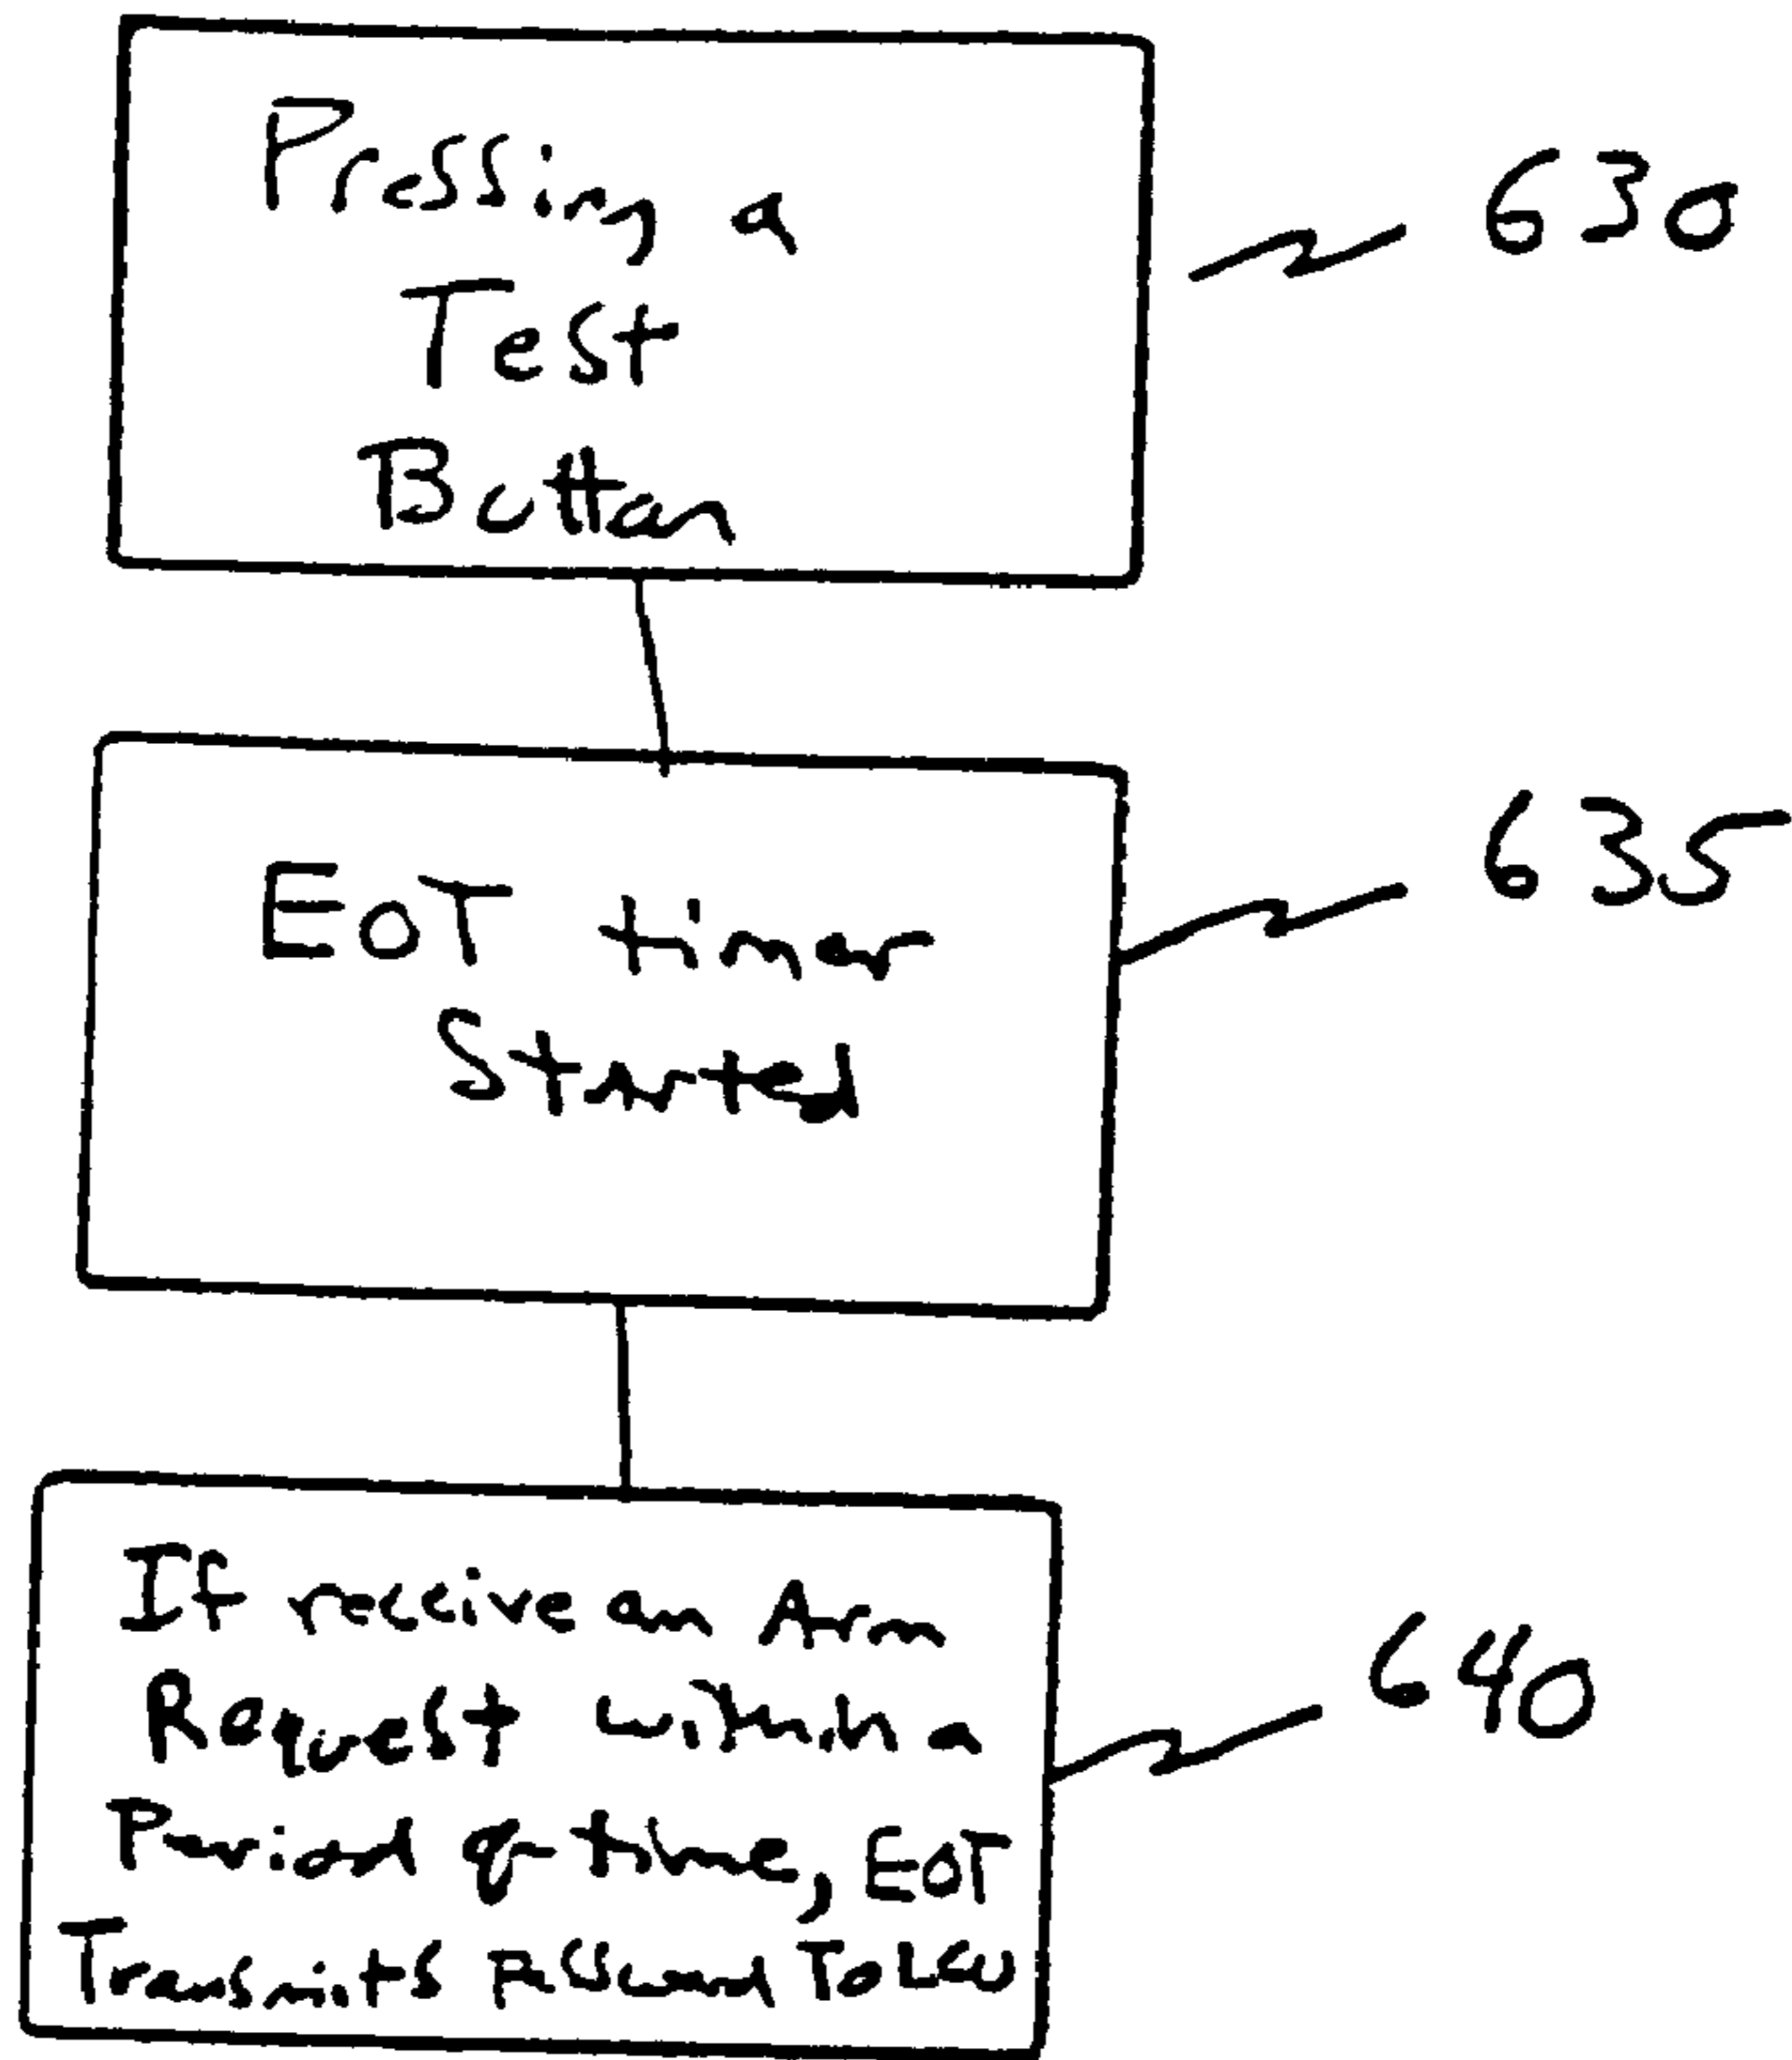 Pressing a
630
Test
Button
EOT timer
635
Started
If receive an Arm
Request within a
640
Period of time, EOT
Transmits password To LCU